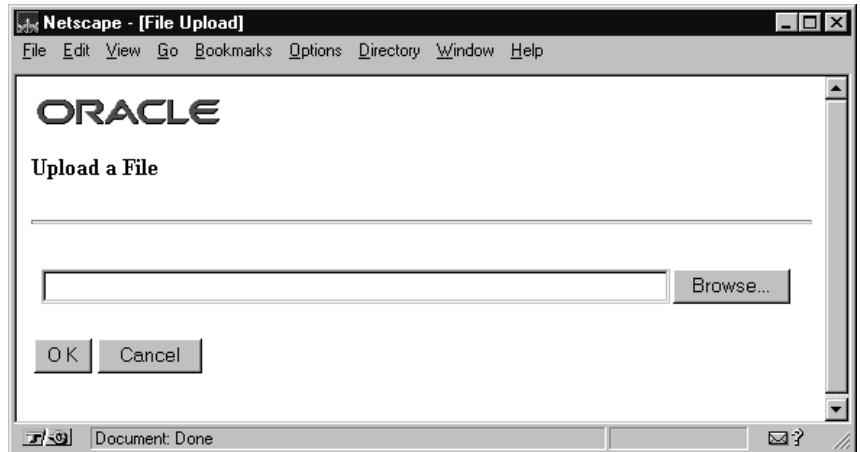 Netscape - [File Upload]
File Edit View Go Bookmarks Options Directory Window Help
ORACLE
Upload a File
Browse...
OK Cancel
Document: Done
?